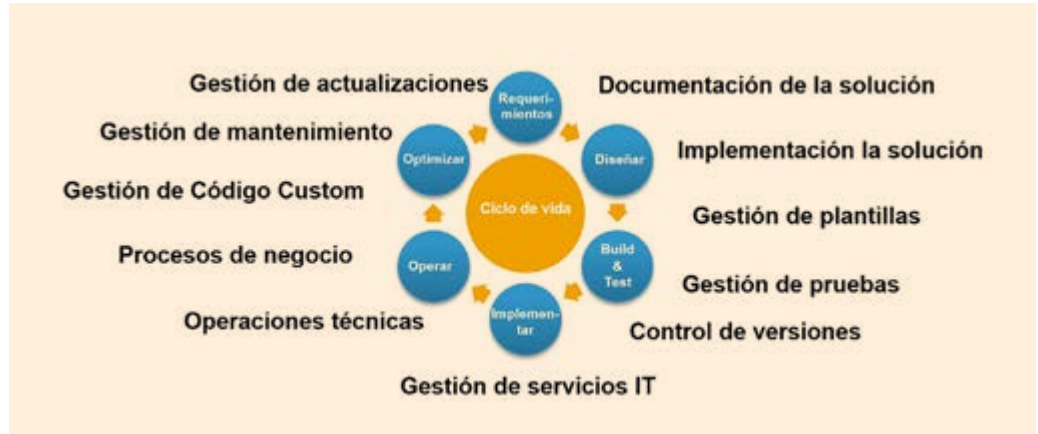 Gestión de actualizaciones
Requeri-
mientos
Documentación de la solución
Gestión de mantenimiento
Optimizar
Diseñar
Implementación la solución
Gestión de Código Custom
Ciclo de vida
Gestión de plantillas
Procesos de negocio
Operar
Build
&
Test
Gestión de pruebas
Operaciones técnicas
Implemen-
tar
Control de versiones
Gestión de servicios IT